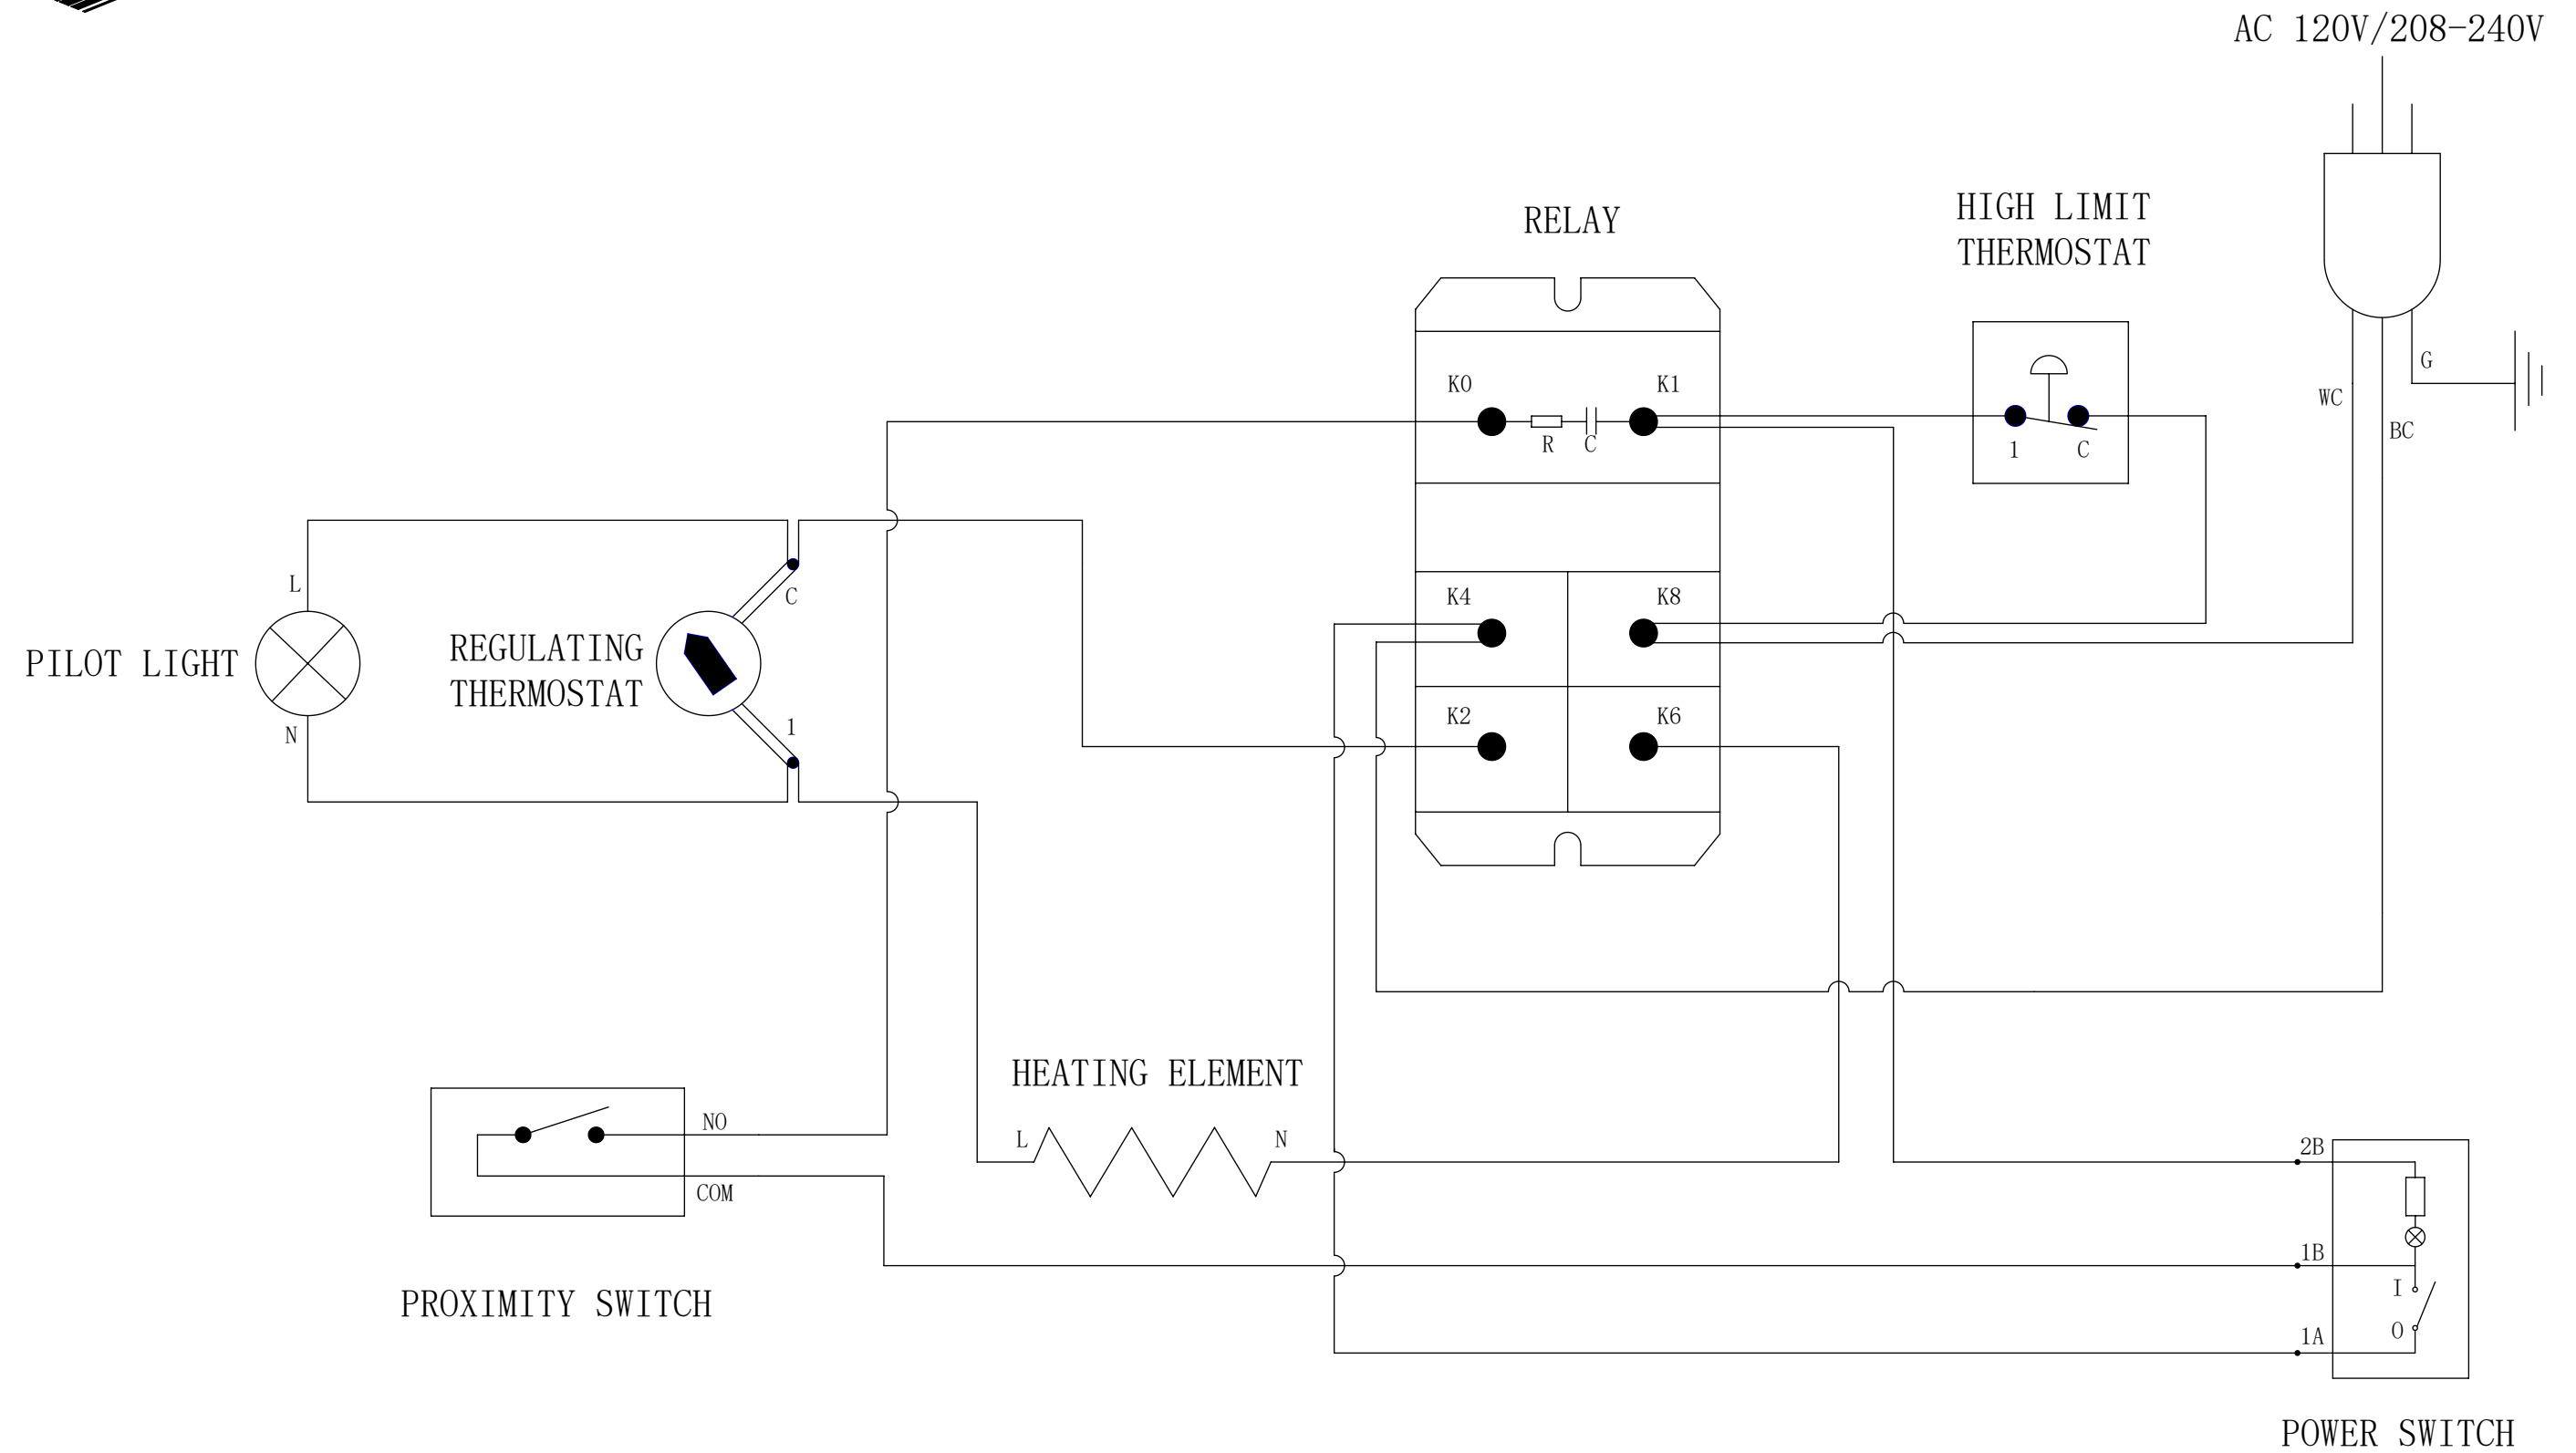 AC 120V/208-240V
HIGH LIMIT
THERMOSTAT
RELAY
G
K0
K1
WC
BC
R
C
1
C
L
C
K4
K8
PILOT LIGHT
REGULATING
THERMOSTAT
N
1
K2
K6
HEATING ELEMENT
NO
L
N
2B
COM
1B
I
PROXIMITY SWITCH
O
1A
POWER SWITCH